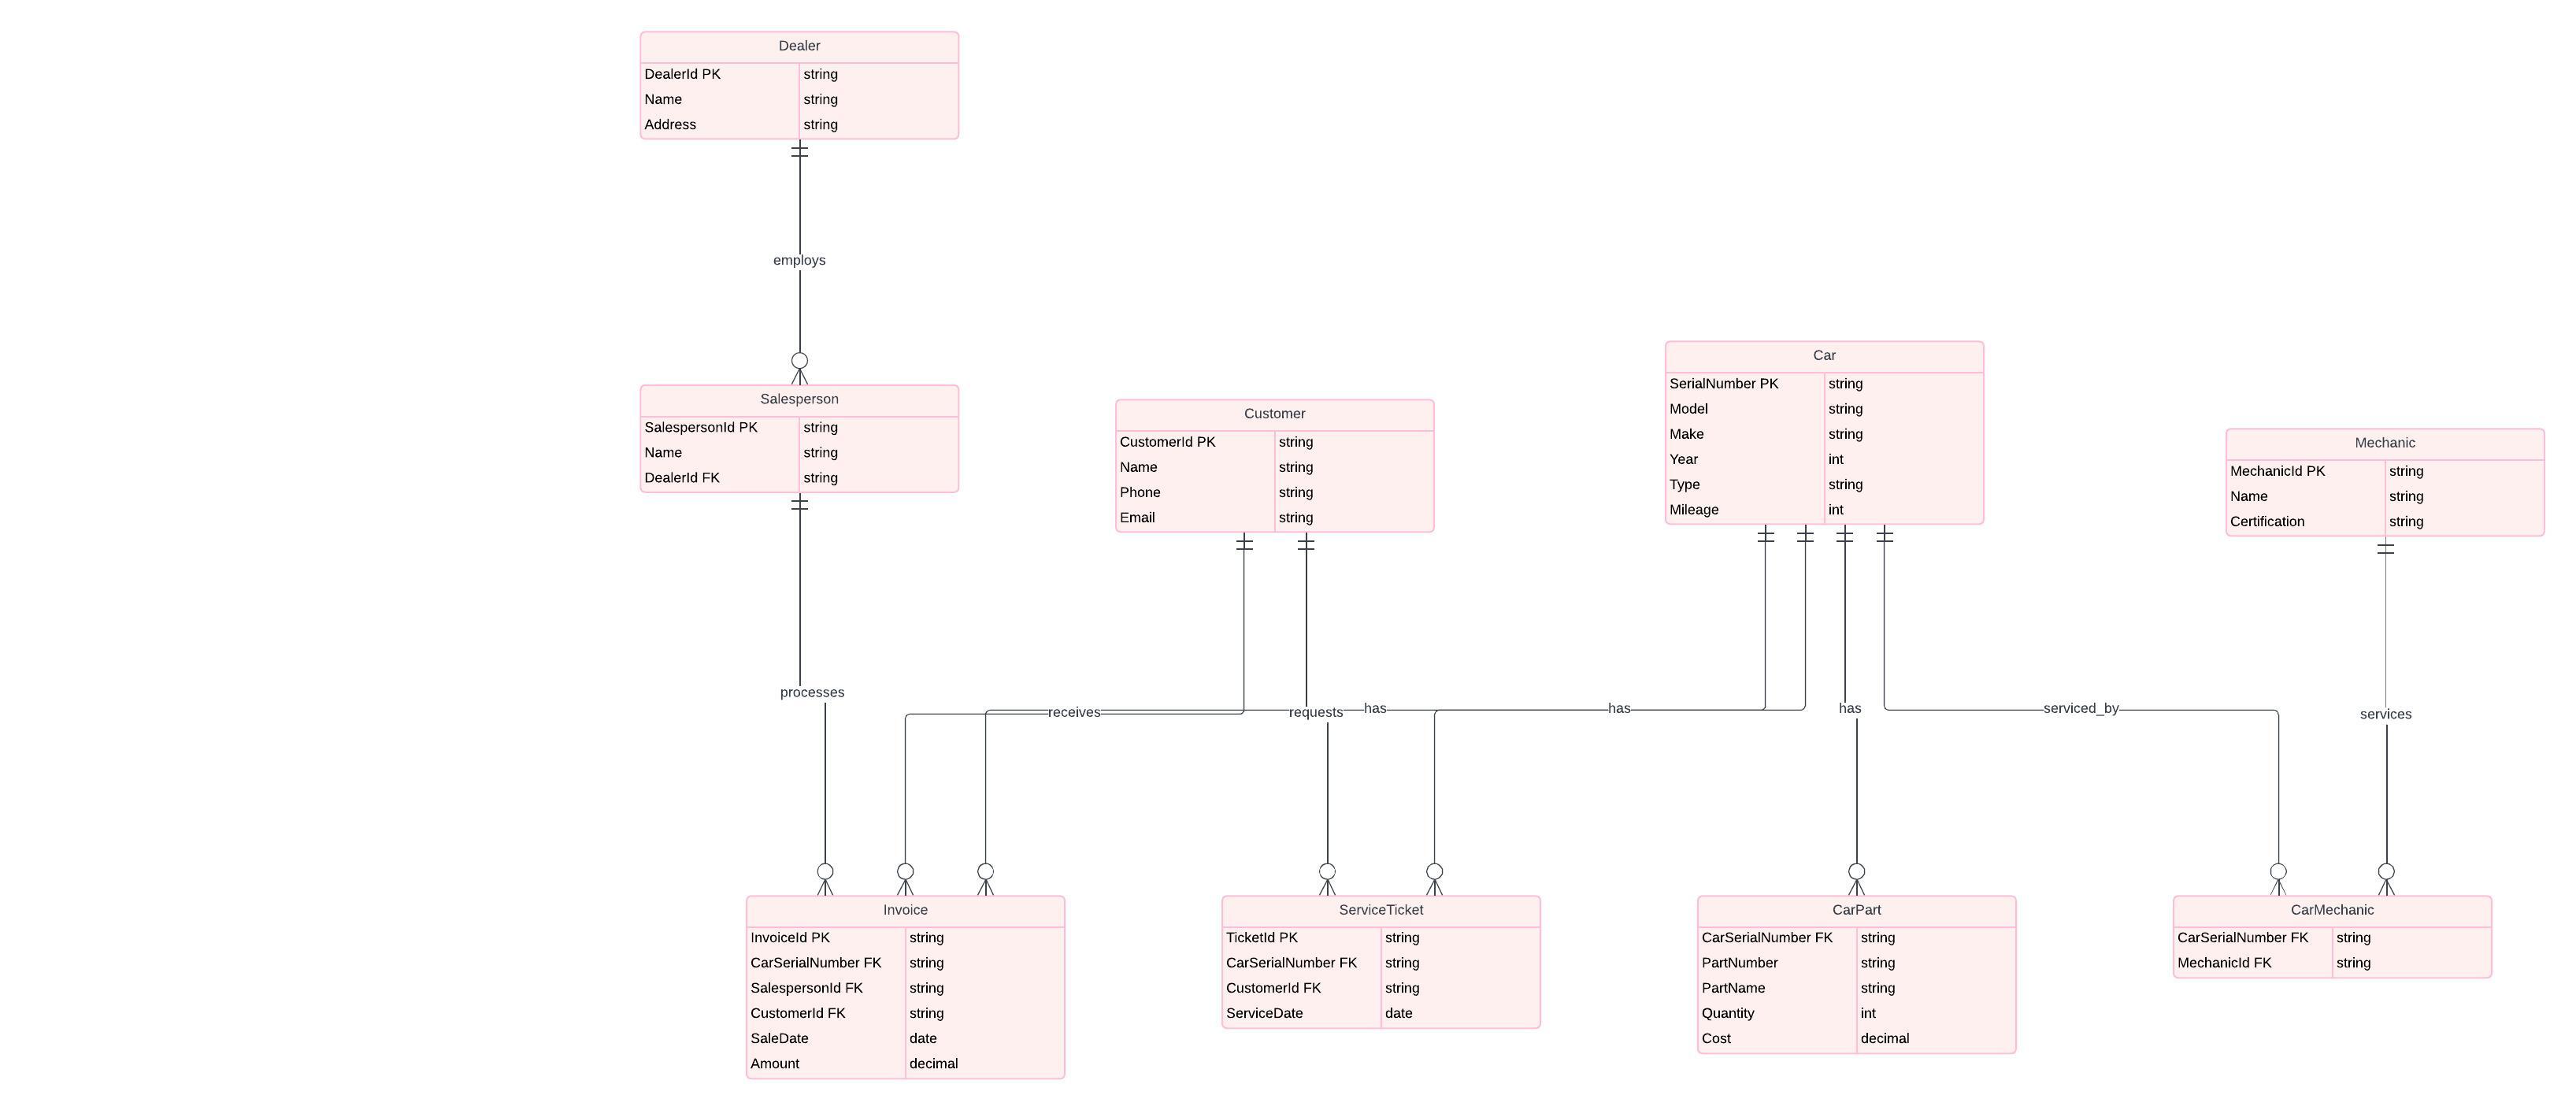 Dealer
DealerId PK string
Name string
Address string
employs
Salesperson
SalespersonId PK string
Name string
DealerId FK string
Customer
CustomerId PK string
Name string
Phone string
Email string
Car
SerialNumber PK string
Model string
Make string
Year int
Type string
Mileage int
Mechanic
MechanicId PK string
Name string
Certification string
processes
receives
requests
has
has
has
serviced_by
services
Invoice
InvoiceId PK string
CarSerialNumber FK string
SalespersonId FK string
CustomerId FK string
SaleDate date
Amount decimal
ServiceTicket
TicketId PK string
CarSerialNumber FK string
CustomerId FK string
ServiceDate date
CarPart
CarSerialNumber FK string
PartNumber string
PartName string
Quantity int
Cost decimal
CarMechanic
CarSerialNumber FK string
MechanicId FK string